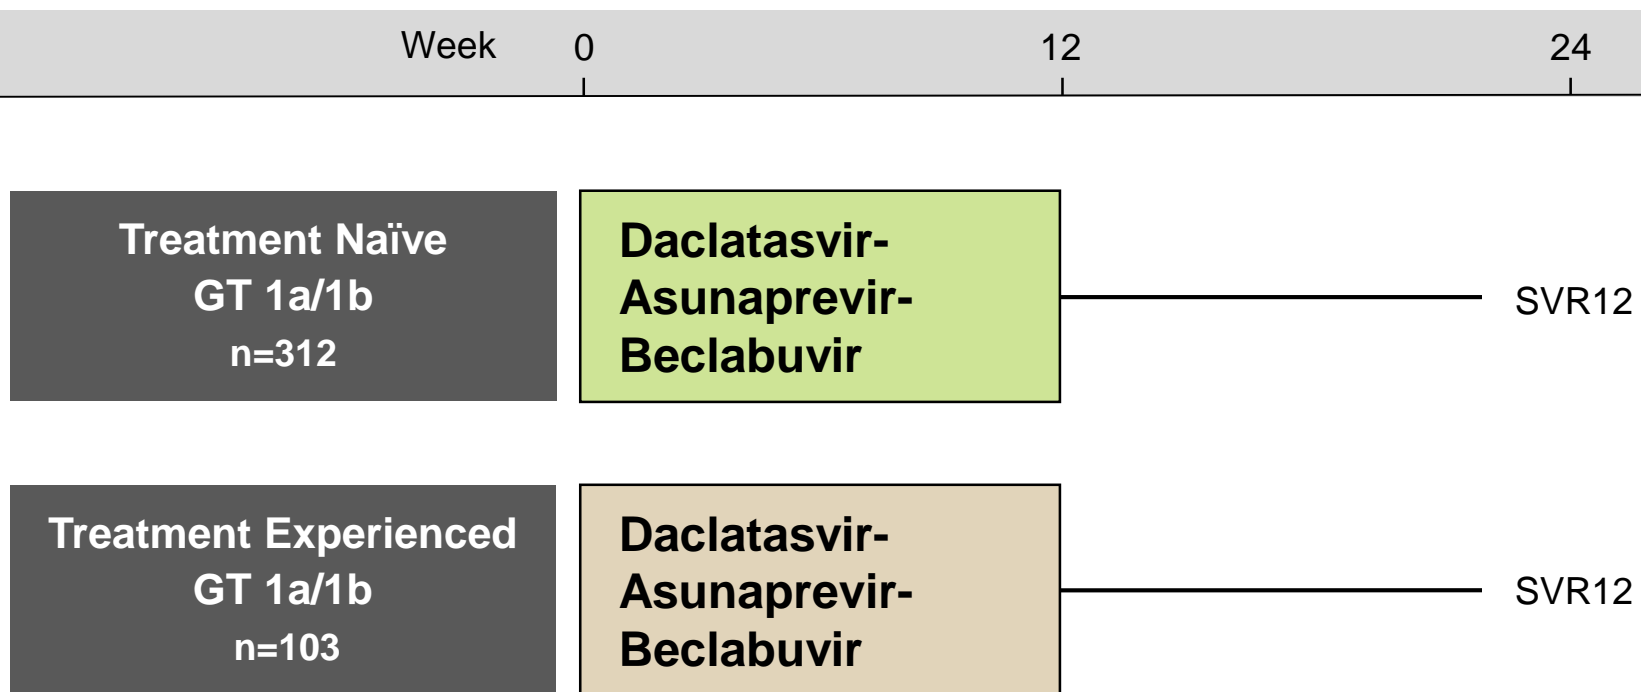 Week 0 12 24
Treatment Naïve
GT 1a/1b
n=312
Daclatasvir-
Asunaprevir-
Beclabuvir
SVR12
Treatment Experienced
GT 1a/1b
n=103
Daclatasvir-
Asunaprevir-
Beclabuvir
SVR12